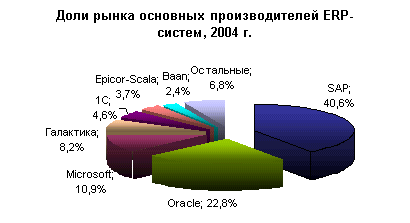 Доли рынка основных производителей ERP-
систем, 2004 г.
Epicor-Scala;
3,7%
Baan;
2,4%
Остальные;
6,8%
1С;
4,6%
SAP;
40,6%
Галактика;
8,2%
Microsoft;
10,9%
Oracle; 22,8%